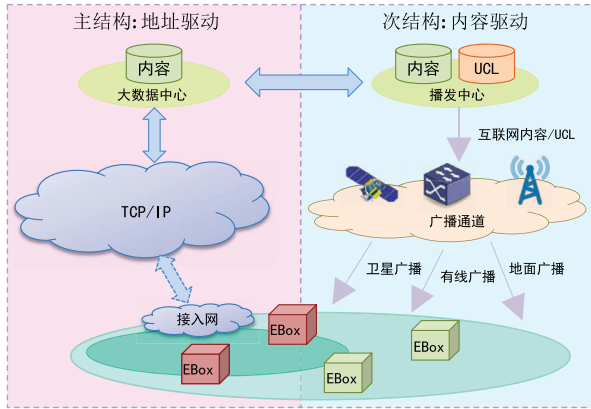 主结构:地址驱动
次结构:内容驱动
内容
大数据中心
内容
UCL
播发中心
互联网内容/UCL
TCP/IP
广播通道
卫星广播
有线广播
地面广播
接入网
EBox
EBox
EBox
EBox